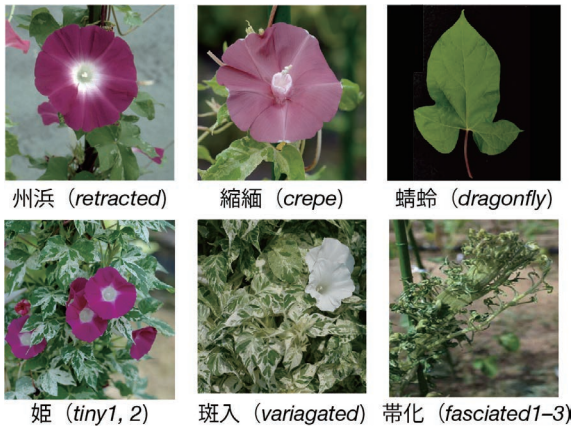 州浜（retracted)
縮緬（crepe)
蜻蛉（dragonfly)
姫（tiny1, 2)
斑入（variagated)
帯化（fasciated1–3)